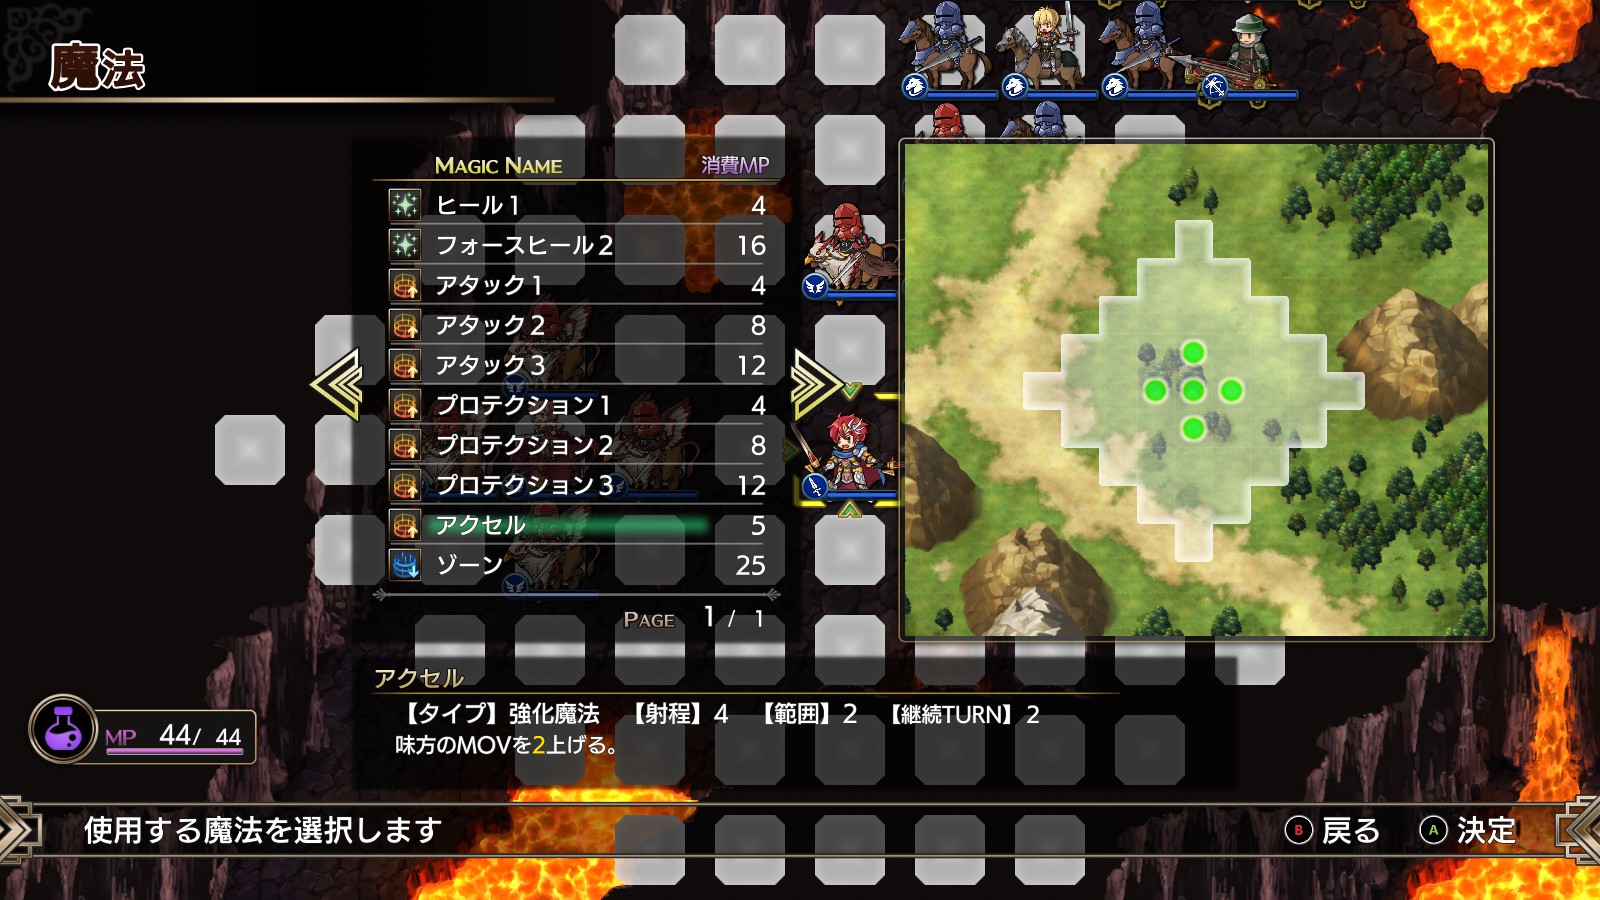 魔法
MAGIC NAME 消費MP
ヒール1 4
フォースヒール2 16
アタック1 4
アタック2 8
アタック3 12
プロテクション1 4
プロテクション2 8
プロテクション3 12
アクセル 5
ゾーン 25
PAGE 1 / 1
アクセル
【タイプ】強化魔法 【射程】4 【範囲】2 【継続TURN】2
味方のMOVを2上げる。
MP 44/ 44
使用する魔法を選択します
B 戻る A 決定